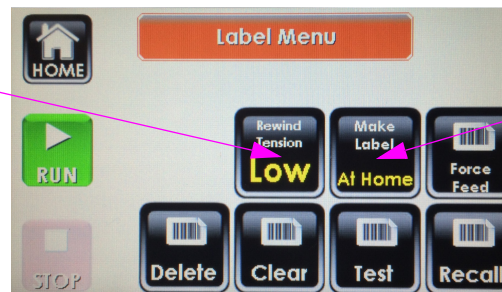 Label Menu
HOME
Rewind
Tension
Low
Make
Label
At Home
Force
Feed
RUN
Delete
Clear
Test
Recall
STOP